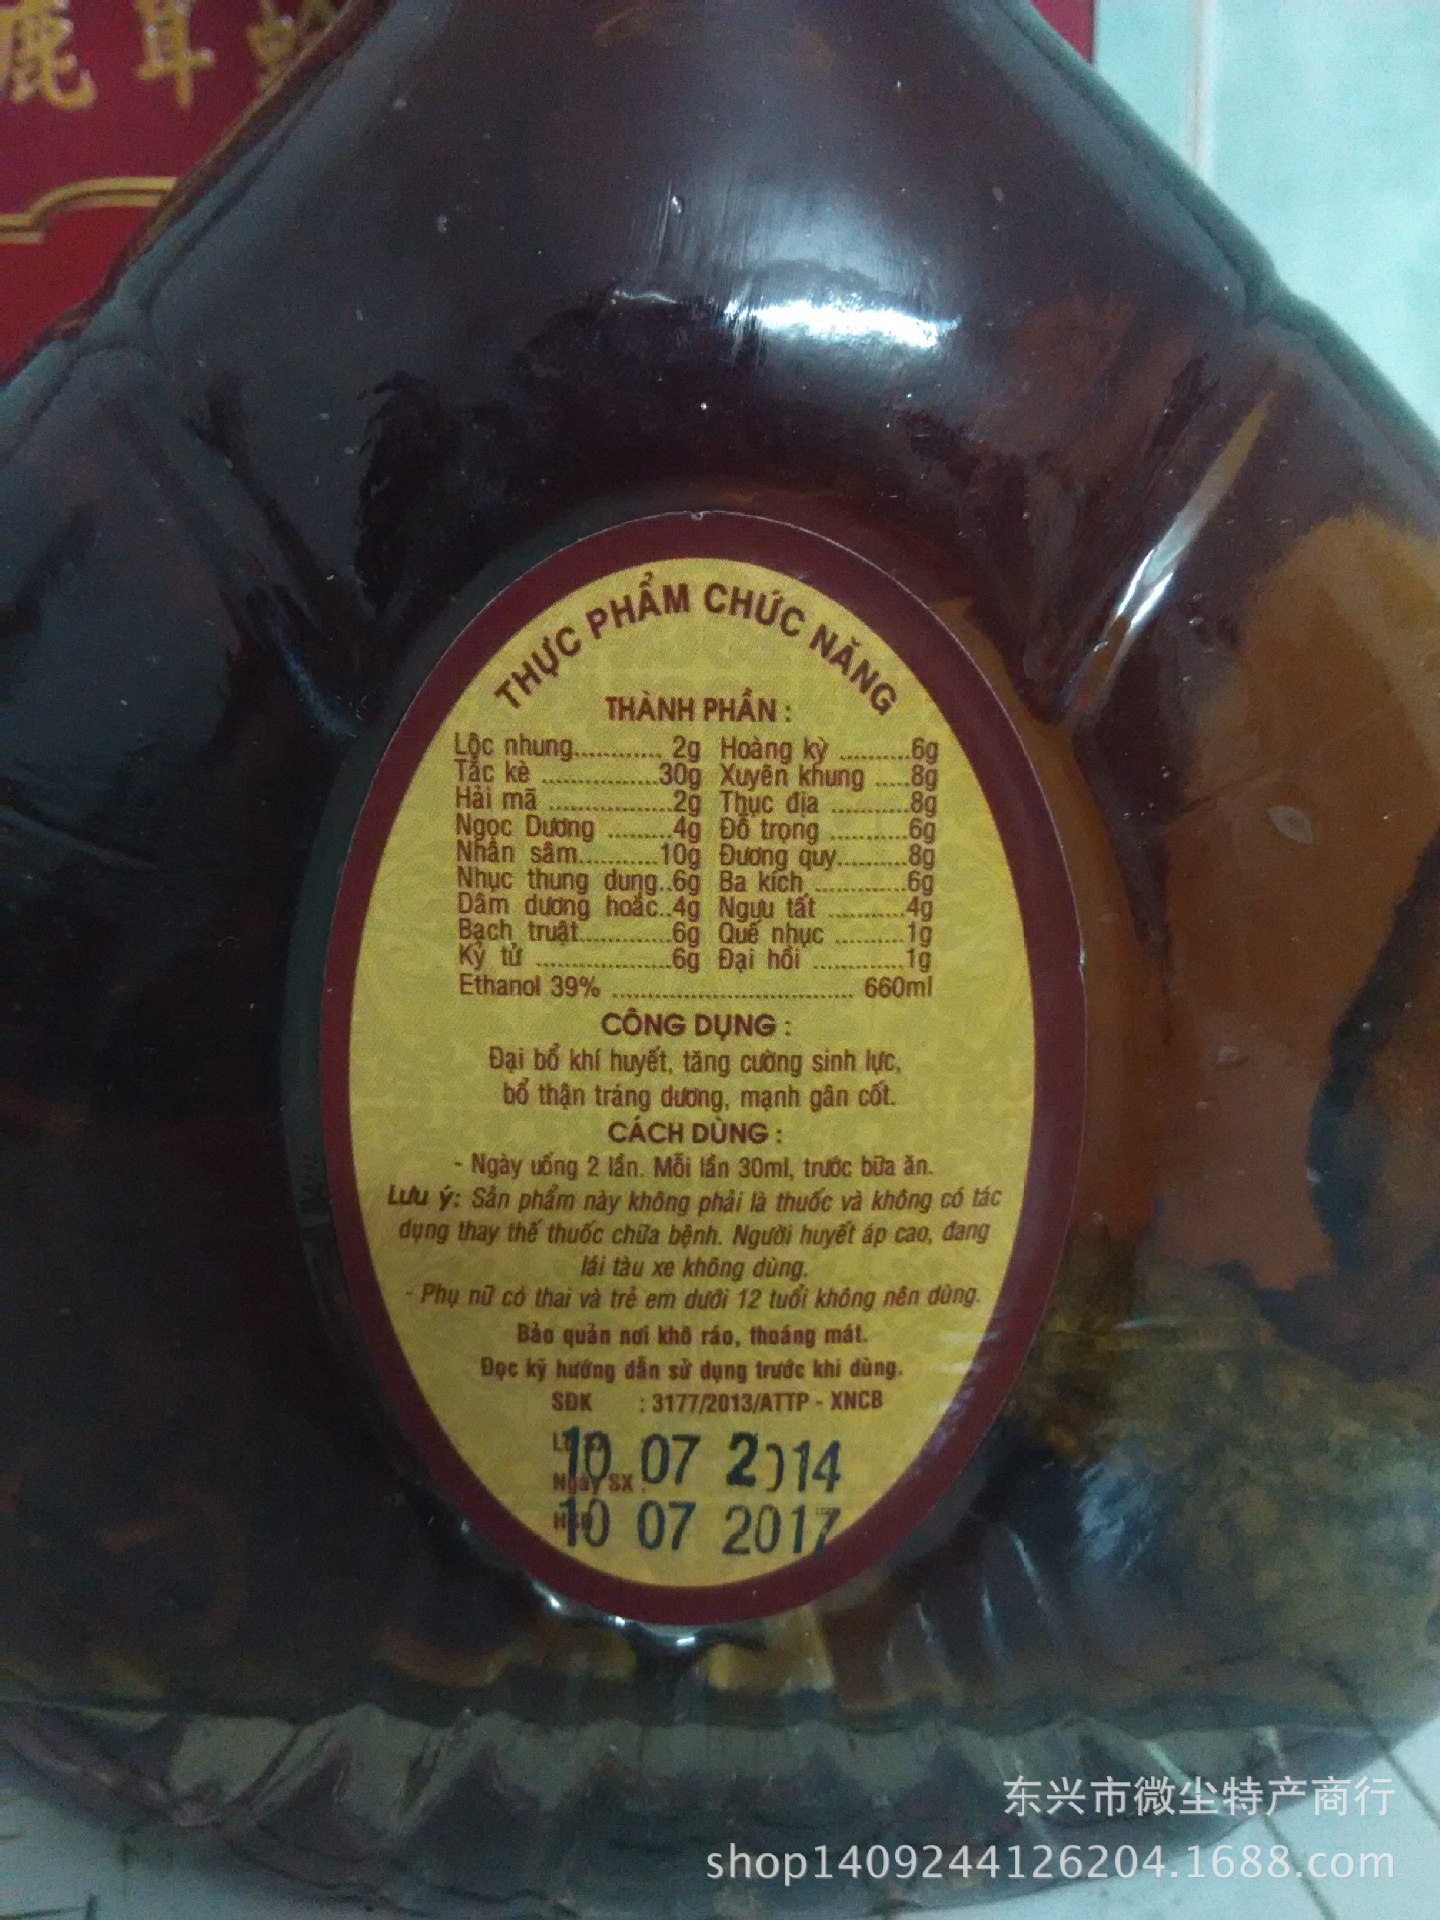 鹿茸蛤
THỰC PHẨM CHỨC NĂNG
THÀNH PHẦN :
Lộc nhung............ 2g Hoàng kỳ ..........6g
Tắc kè ................30g Xuyên khung .....8g
Hải mã .................2g Thục địa ...........8g
Ngọc Dương .........4g Đỗ trọng ...........6g
Nhân sâm...........10g Đương quy..........8g
Nhục thung dung..6g Ba kích .............6g
Dâm dương hoắc..4g Ngưu tất ...........4g
Bạch truật.............6g Quế nhục ..........1g
Kỷ tử ...................6g Đại hồi .............1g
Ethanol 39% .................................. 660ml
CÔNG DỤNG :
Đại bổ khí huyết, tăng cường sinh lực,
bổ thận tráng dương, mạnh gân cốt.
CÁCH DÙNG :
- Ngày uống 2 lần. Mỗi lần 30ml, trước bữa ăn.
Lưu ý: Sản phẩm này không phải là thuốc và không có tác
dụng thay thế thuốc chữa bệnh. Người huyết áp cao, đang
lái tàu xe không dùng.
- Phụ nữ có thai và trẻ em dưới 12 tuổi không nên dùng.
Bảo quản nơi khô ráo, thoáng mát.
Đọc kỹ hướng dẫn sử dụng trước khi dùng.
SĐK : 3177/2013/ATTP - XNCB
10 07 2014
Ngày SX :
10 07 2017
东兴市微尘特产商行
shop1409244126204.1688.com